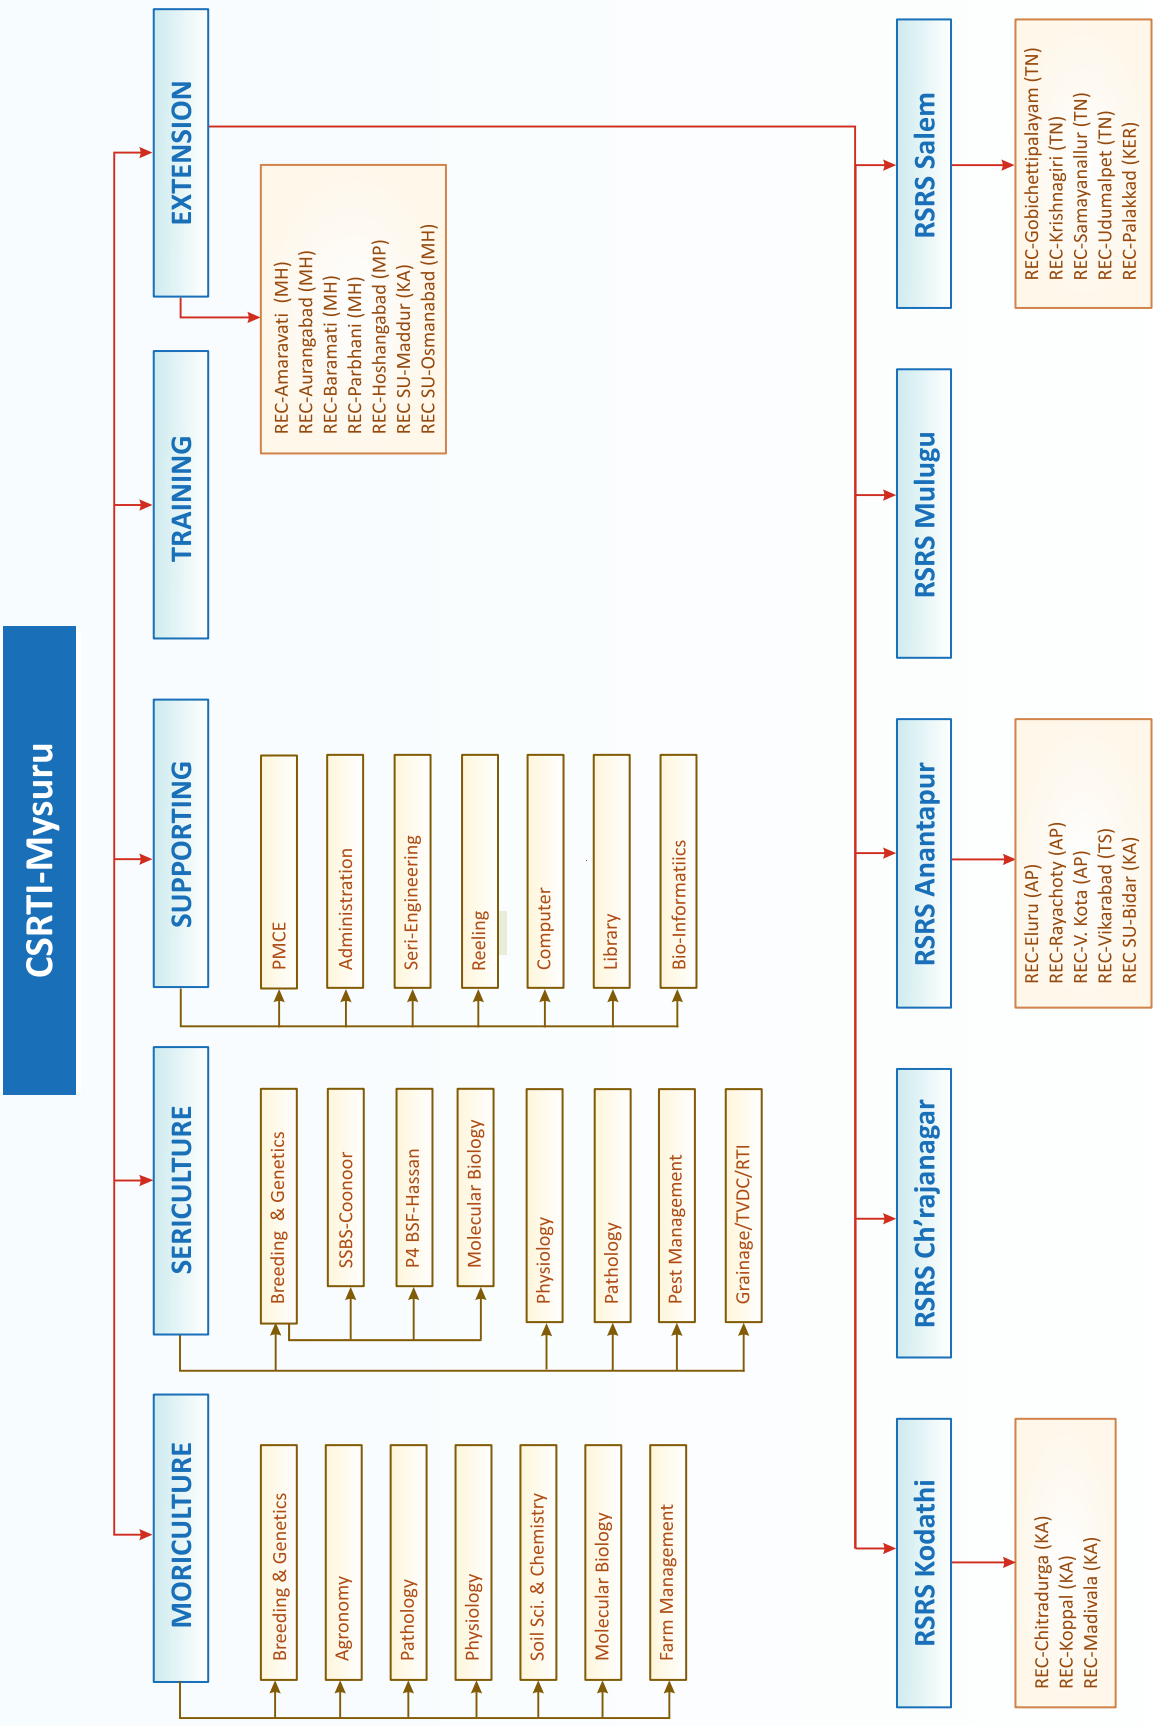 CSRTI-Mysuru
MORICULTURE
Breeding & Genetics
Agronomy
Pathology
Physiology
Soil Sci. & Chemistry
Molecular Biology
Farm Management
SERICULTURE
Breeding & Genetics
SSBS-Coonoor
P4 BSF-Hassan
Molecular Biology
Physiology
Pathology
Pest Management
Grainage/TVDC/RTI
SUPPORTING
PMCE
Administration
Seri-Engineering
Reeling
Computer
Library
Bio-Informatiics
TRAINING
EXTENSION
REC-Amaravati (MH)
REC-Aurangabad (MH)
REC-Baramati (MH)
REC-Parbhani (MH)
REC-Hoshangabad (MP)
REC SU-Maddur (KA)
REC SU-Osmanabad (MH)
RSRS Kodathi
REC-Chitradurga (KA)
REC-Koppal (KA)
REC-Madivala (KA)
RSRS Ch'rajanagar
RSRS Anantapur
REC-Eluru (AP)
REC-Rayachoty (AP)
REC-V. Kota (AP)
REC-Vikarabad (TS)
REC SU-Bidar (KA)
RSRS Mulugu
RSRS Salem
REC-Gobichettipalayam (TN)
REC-Krishnagiri (TN)
REC-Samayanallur (TN)
REC-Udumalpet (TN)
REC-Palakkad (KER)